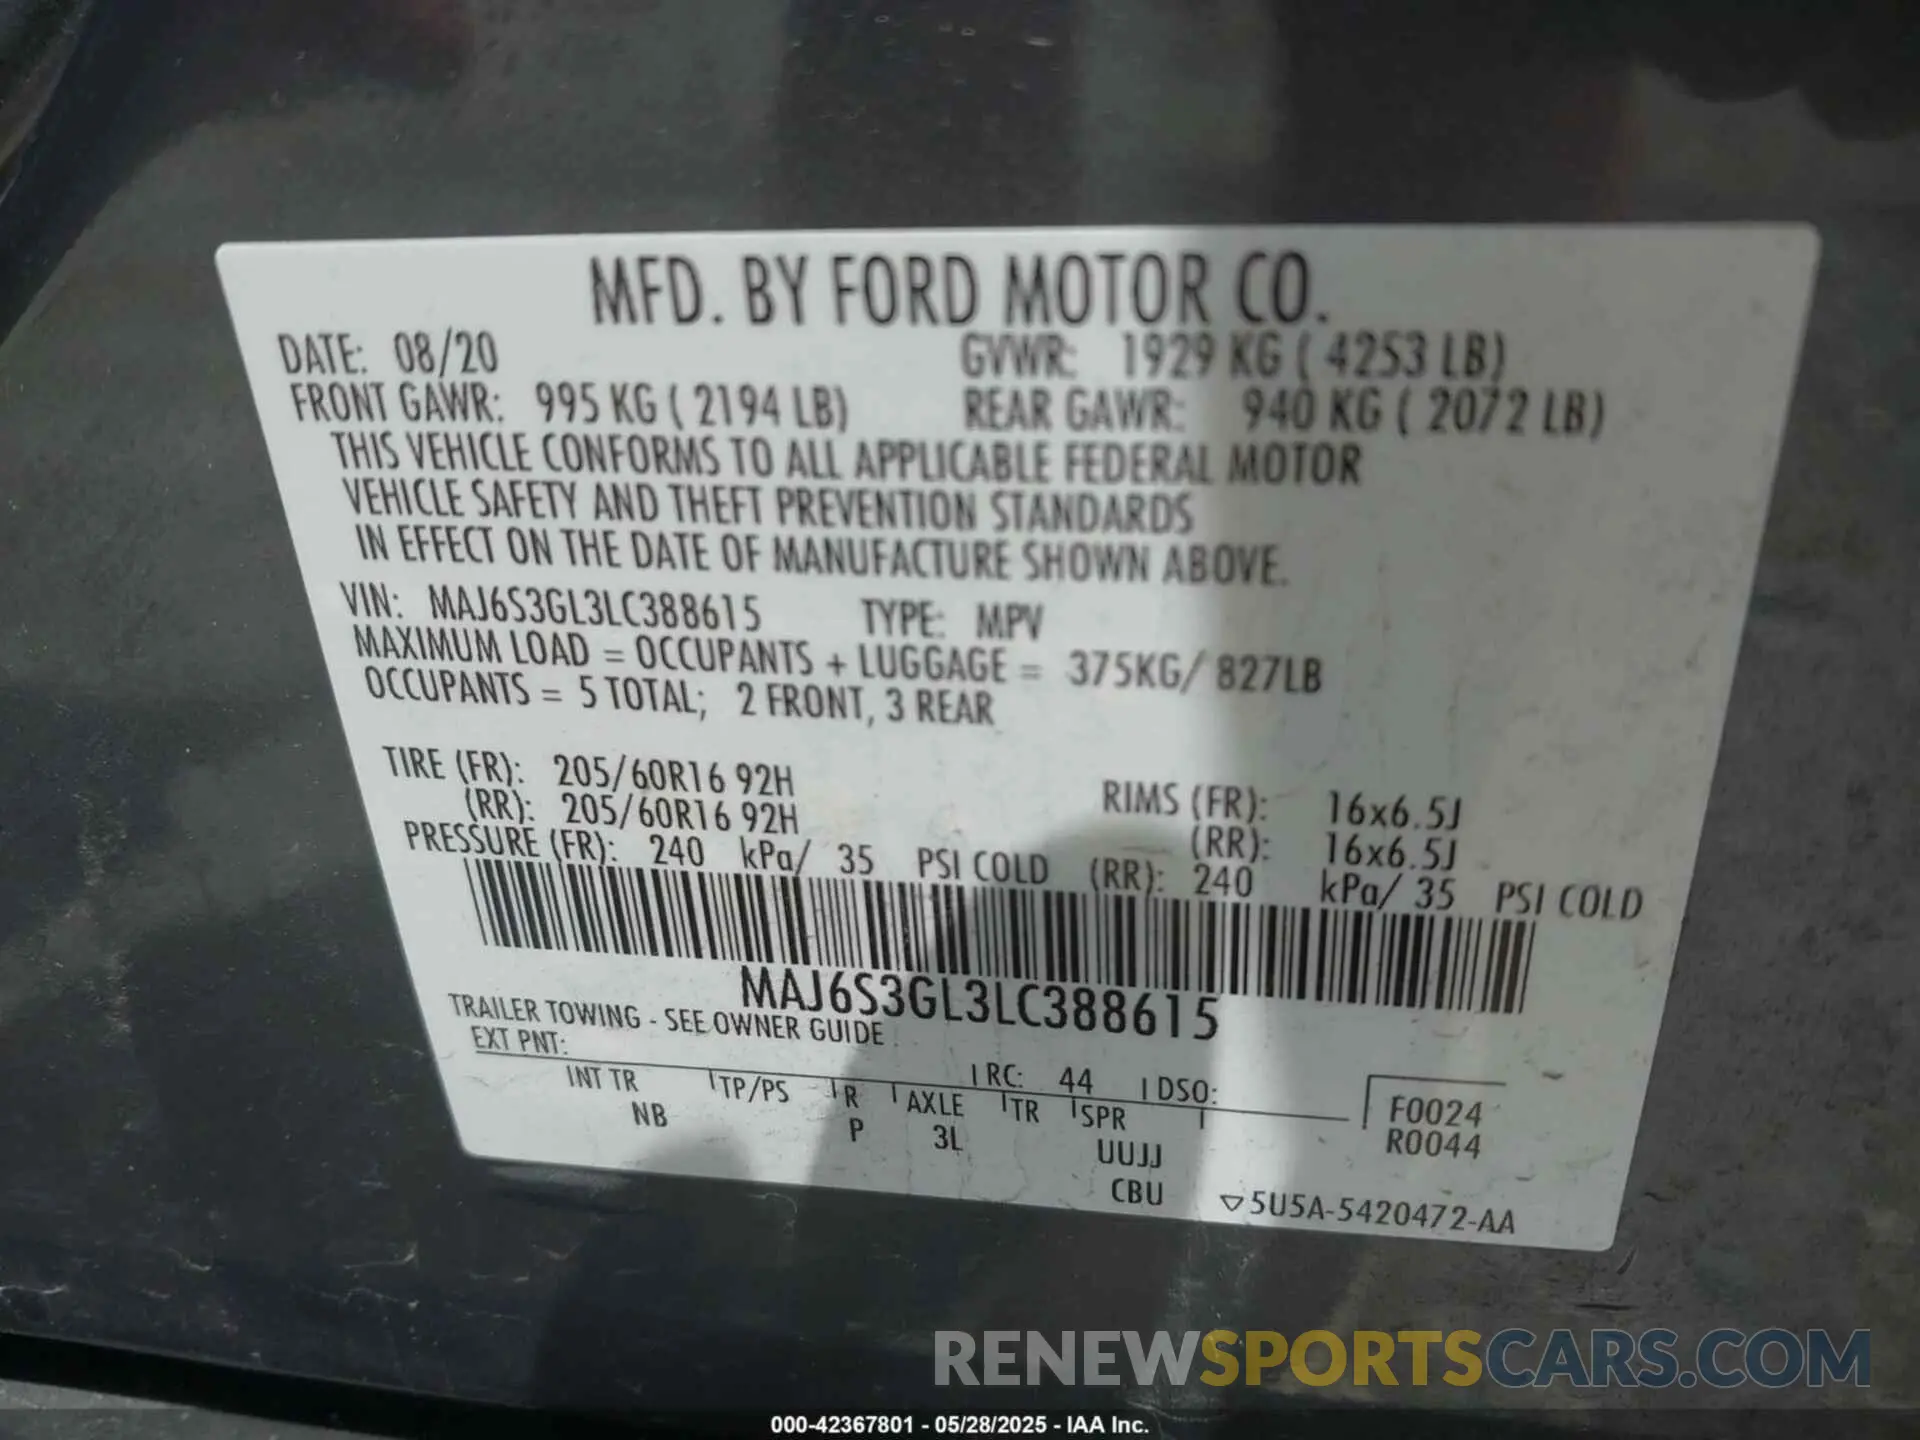 MFD. BY FORD MOTOR CO.
DATE: 08/20 GVWR: 1929 KG ( 4253 LB)
FRONT GAWR: 995 KG ( 2194 LB) REAR GAWR: 940 KG ( 2072 LB)
THIS VEHICLE CONFORMS TO ALL APPLICABLE FEDERAL MOTOR
VEHICLE SAFETY AND THEFT PREVENTION STANDARDS
IN EFFECT ON THE DATE OF MANUFACTURE SHOWN ABOVE.
VIN: MAJ6S3GL3LC388615 TYPE: MPV
MAXIMUM LOAD = OCCUPANTS + LUGGAGE = 375KG/ 827LB
OCCUPANTS = 5 TOTAL; 2 FRONT, 3 REAR
TIRE (FR): 205/60R16 92H RIMS (FR): 16x6.5J
(RR): 205/60R16 92H (RR): 16x6.5J
PRESSURE (FR): 240 kPa/ 35 PSI COLD (RR): 240 kPa/ 35 PSI COLD
MAJ6S3GL3LC388615
TRAILER TOWING - SEE OWNER GUIDE
EXT PNT: RC: 44 DSO:
INT TR TP/PS R AXLE TR SPR F0024
NB P 3L UUJJ R0044
CBU 5U5A-5420472-AA
RENEWSPORTSCARS.COM
000-42367801 - 05/28/2025 - IAA Inc.